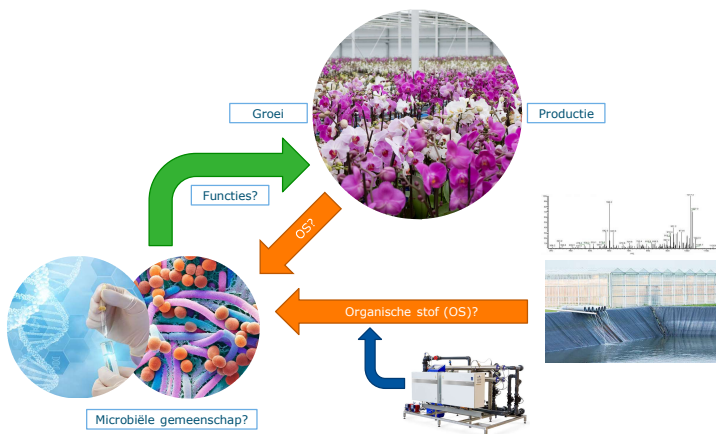 Groei
Productie
Functies?
OS?
Organische stof (OS)?
Microbiële gemeenschap?